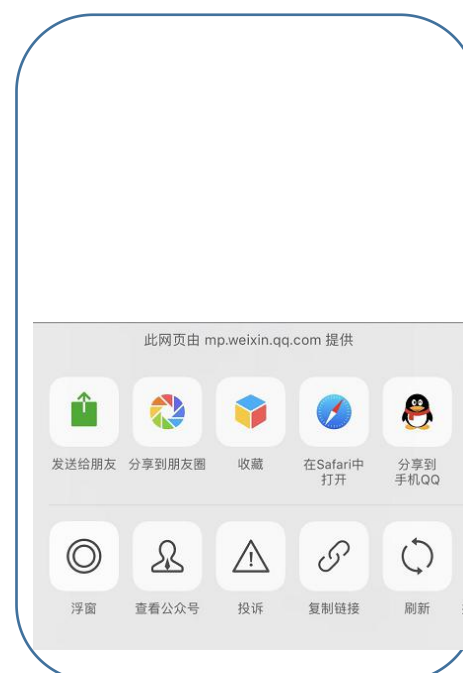 此网页由 mp.weixin.qq.com 提供
发送给朋友 分享到朋友圈 收藏 在Safari中 分享到
打开 手机QQ
浮窗 查看公众号 投诉 复制链接 刷新